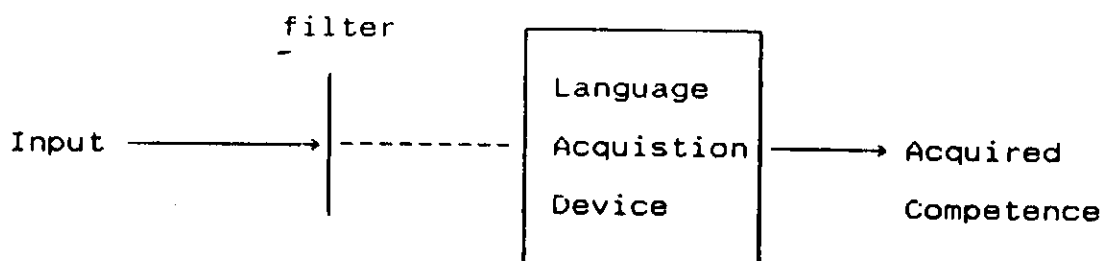 filter
Input
Language
Acquistion
Device
Acquired
Competence